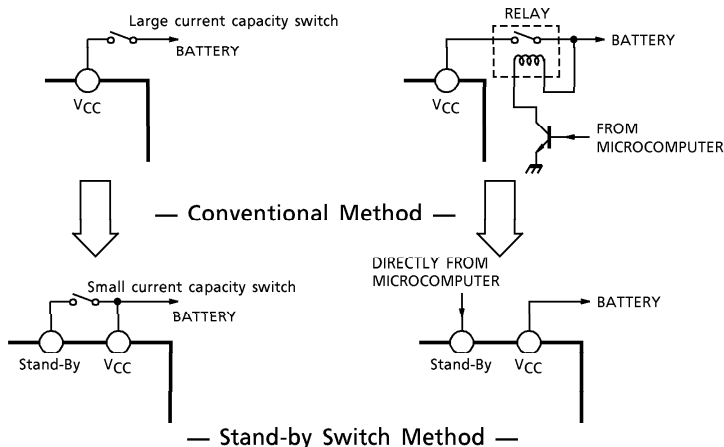 Large current capacity switch
BATTERY
VCC
RELAY
BATTERY
VCC
FROM
MICROCOMPUTER
— Conventional Method —
Small current capacity switch
BATTERY
Stand-By
VCC
DIRECTLY FROM
MICROCOMPUTER
BATTERY
Stand-By
VCC
— Stand-by Switch Method —